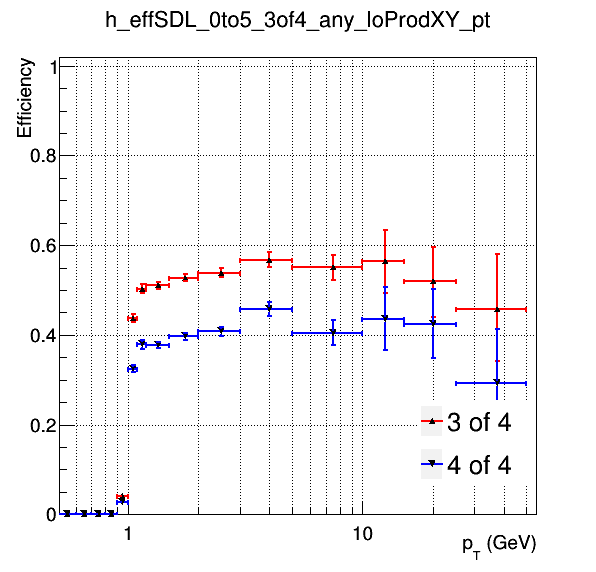 h_effSDL_0to5_3of4_any_loProdXY_pt
Efficiency
1
0.8
0.6
0.4
0.2
0
3 of 4
4 of 4
1
10
p_T (GeV)